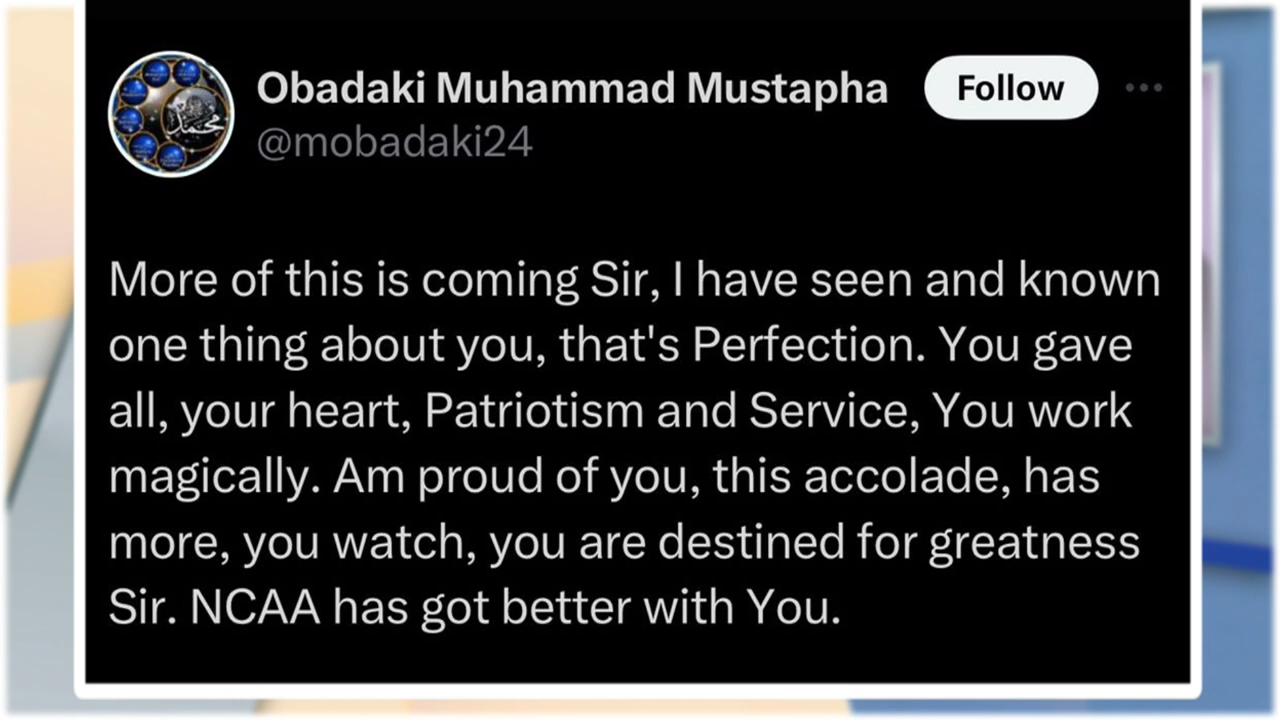 Obadaki Muhammad Mustapha
@mobadaki24
Follow
More of this is coming Sir, I have seen and known
one thing about you, that's Perfection. You gave
all, your heart, Patriotism and Service, You work
magically. Am proud of you, this accolade, has
more, you watch, you are destined for greatness
Sir. NCAA has got better with You.
محمد